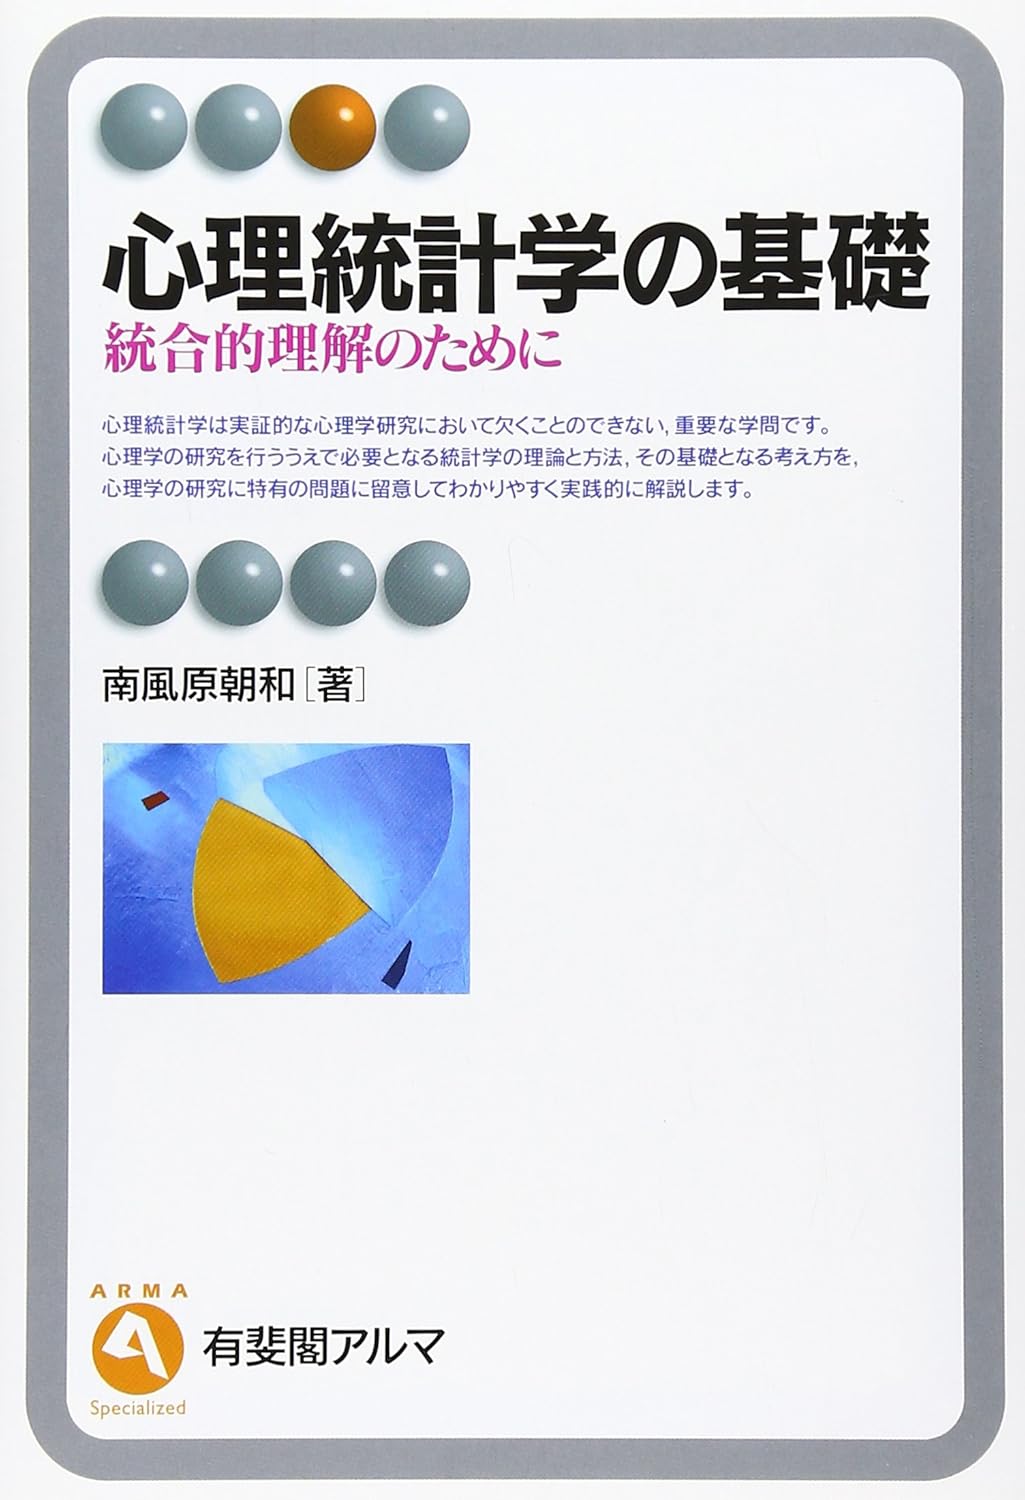 心理統計学の基礎
統合的理解のために
心理統計学は実証的な心理学研究において欠くことのできない,重要な学問です。
心理学の研究を行ううえで必要となる統計学の理論と方法,その基礎となる考え方を,
心理学の研究に特有の問題に留意してわかりやすく実践的に解説します。
南風原朝和[著]
ARMA
有斐閣アルマ
Specialized